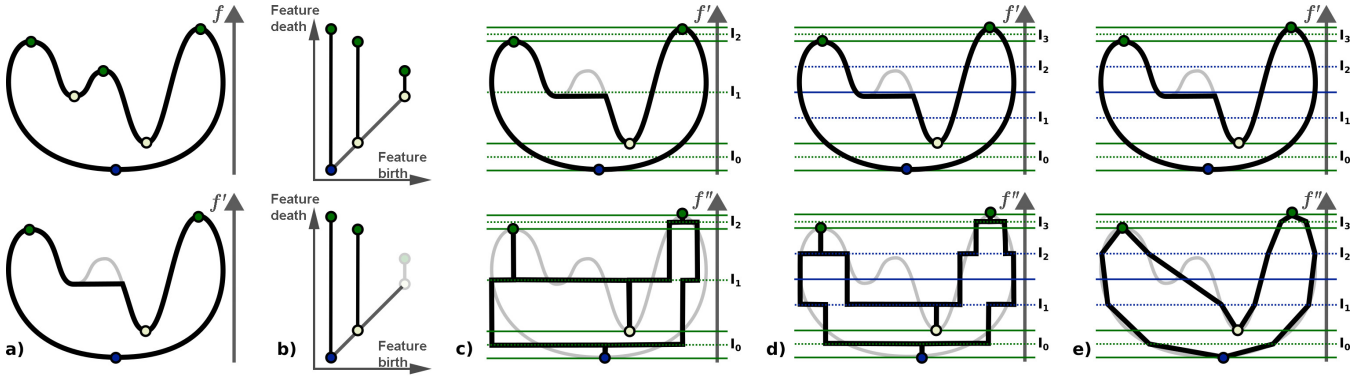 f
Feature
death
Feature
birth
f'
I₂
I₁
I₀
f'
I₃
I₂
I₁
I₀
f'
I₃
I₂
I₁
I₀
f'
Feature
death
Feature
birth
f''
I₂
I₁
I₀
f''
I₃
I₂
I₁
I₀
f''
I₃
I₂
I₁
I₀
a)
b)
c)
d)
e)